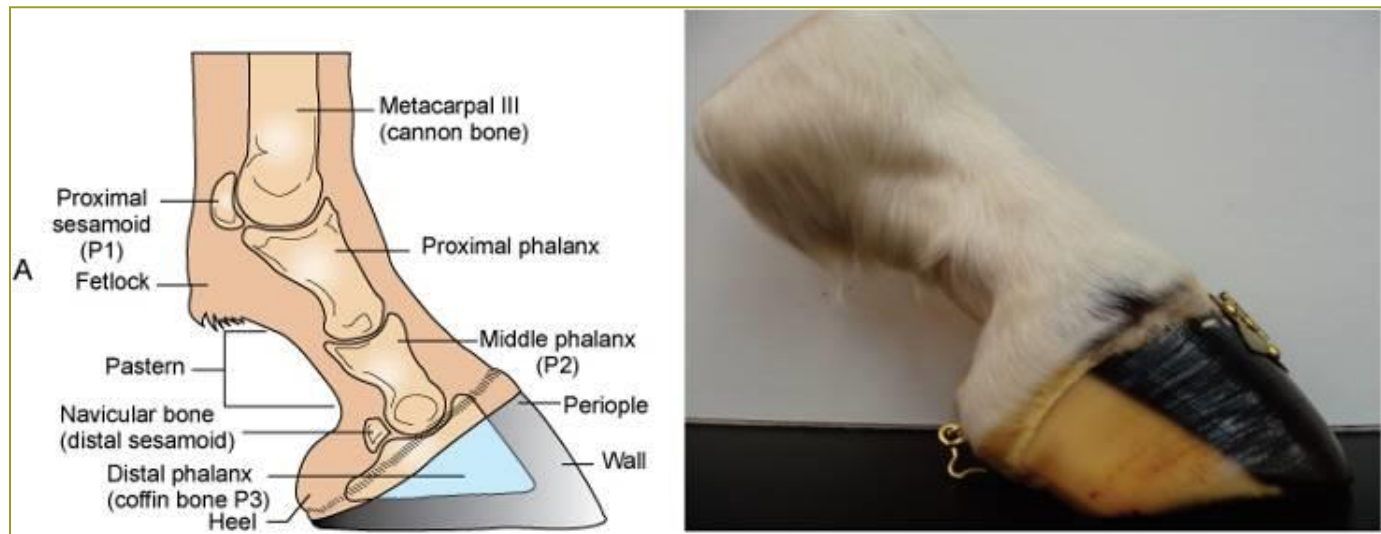 Metacarpal III
(cannon bone)
Proximal
sesamoid
(P1)
Proximal phalanx
A
Fetlock
Middle phalanx
(P2)
Pastern
Periople
Navicular bone
(distal sesamoid)
Wall
Distal phalanx
(coffin bone P3)
Heel